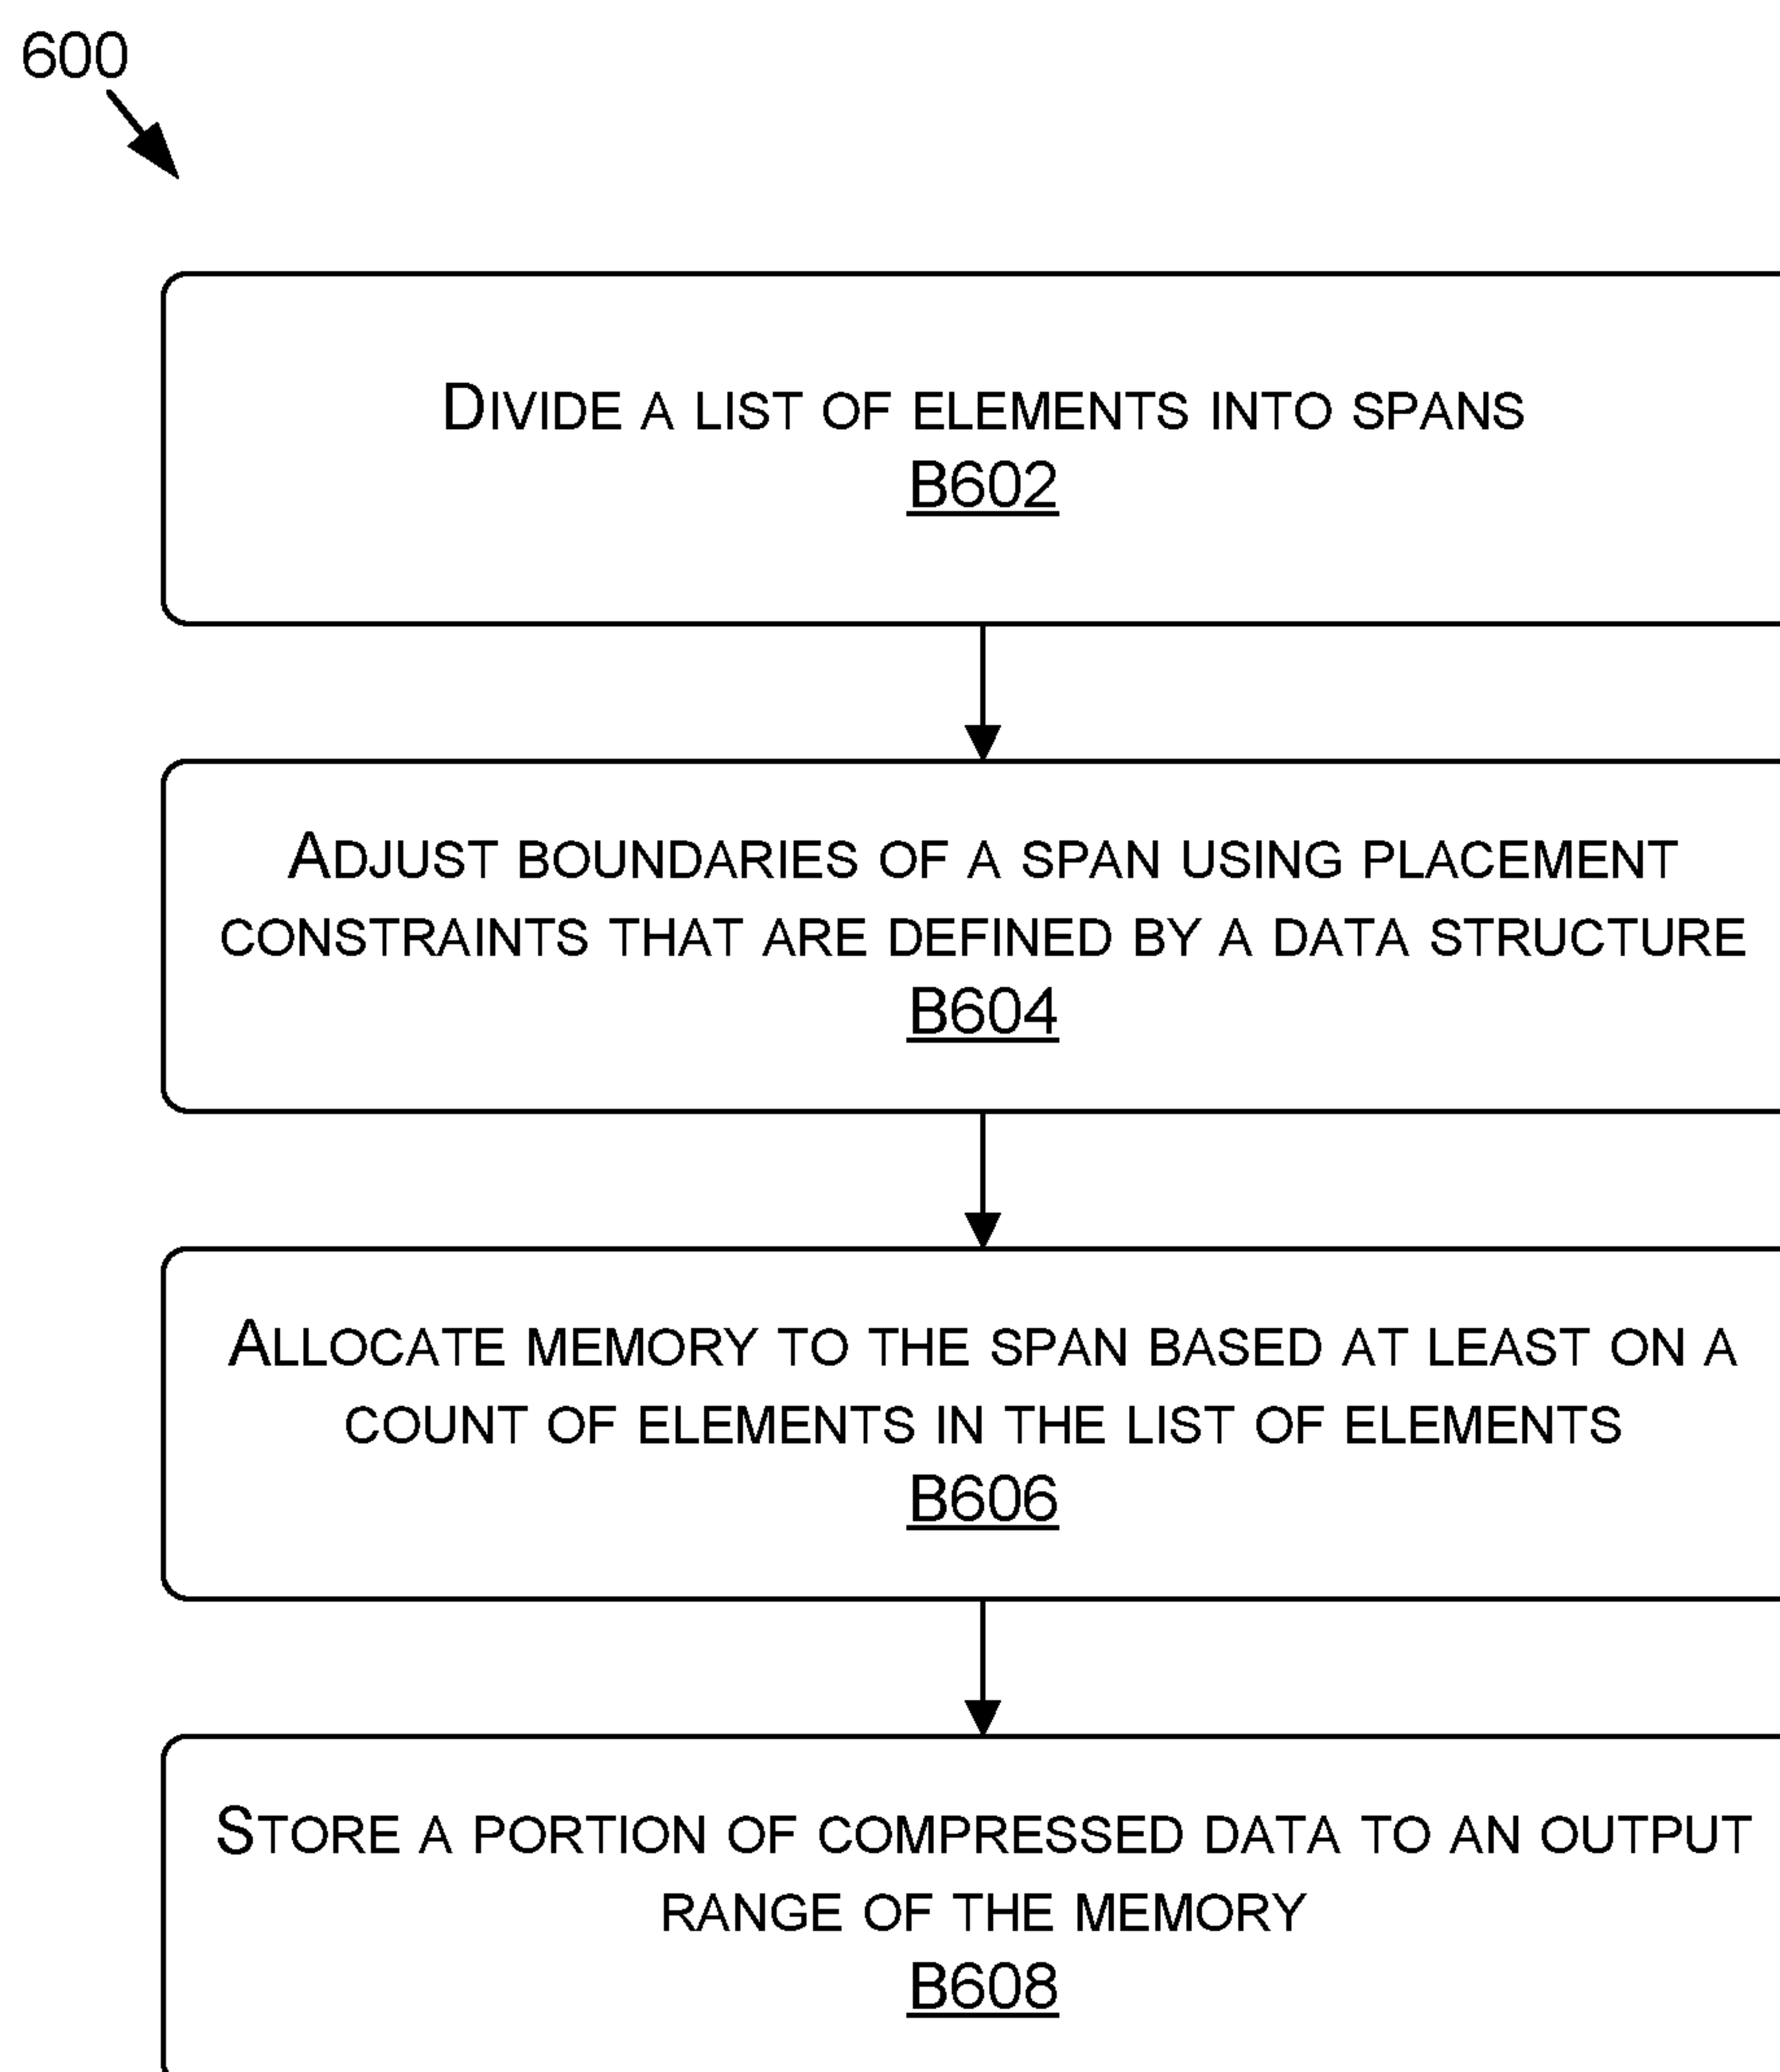 600
Divide a list of elements into spans
B602
Adjust boundaries of a span using placement
constraints that are defined by a data structure
B604
Allocate memory to the span based at least on a
count of elements in the list of elements
B606
Store a portion of compressed data to an output
range of the memory
B608